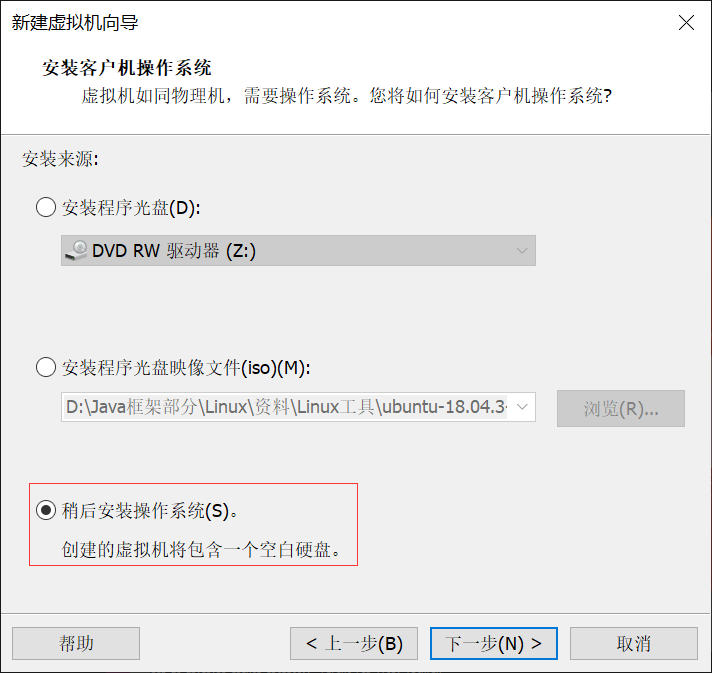 新建虚拟机向导
安装客户机操作系统
虚拟机如同物理机，需要操作系统。您将如何安装客户机操作系统?
安装来源:
安装程序光盘(D):
DVD RW 驱动器 (Z:)
安装程序光盘映像文件(iso)(M):
D:\Java框架部分\Linux\资料\Linux工具\ubuntu-18.04.3-
浏览(R)...
稍后安装操作系统(S)。
创建的虚拟机将包含一个空白硬盘。
帮助
< 上一步(B)
下一步(N) >
取消